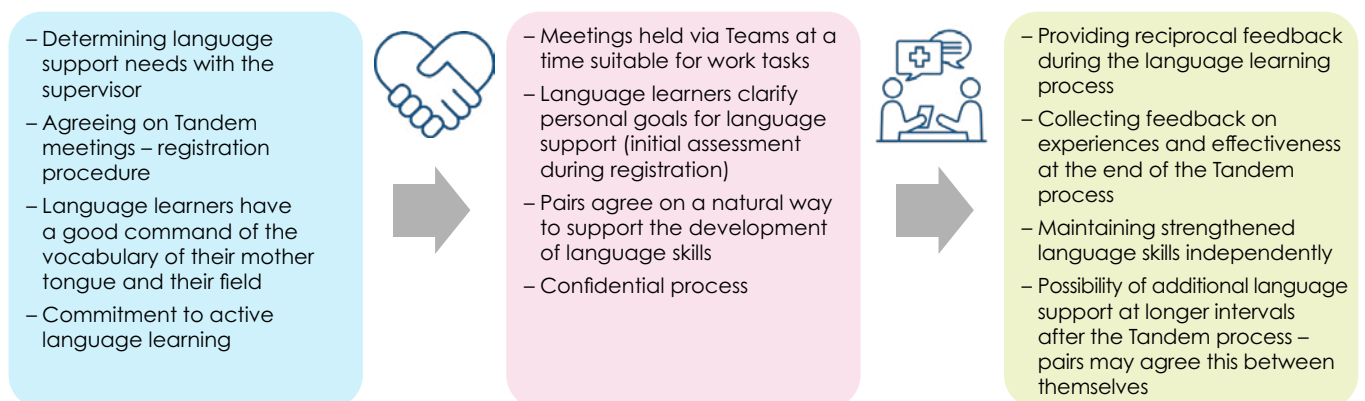 – Determining language
support needs with the
supervisor
– Agreeing on Tandem
meetings – registration
procedure
– Language learners have
a good command of the
vocabulary of their mother
tongue and their field
– Commitment to active
language learning
– Meetings held via Teams at a
time suitable for work tasks
– Language learners clarify
personal goals for language
support (initial assessment
during registration)
– Pairs agree on a natural way
to support the development
of language skills
– Confidential process
– Providing reciprocal feedback
during the language learning
process
– Collecting feedback on
experiences and effectiveness
at the end of the Tandem
process
– Maintaining strengthened
language skills independently
– Possibility of additional language
support at longer intervals
after the Tandem process –
pairs may agree this between
themselves